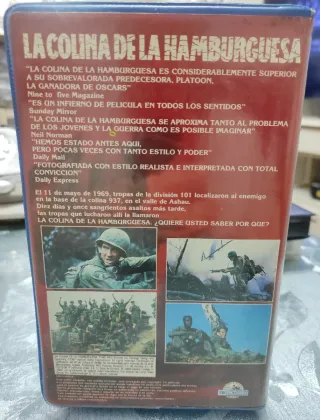 LA COLINA DE LA HAMBURGUESA
"LA COLINA DE LA HAMBURGUESA ES CONSIDERABLEMENTE SUPERIOR
A SU SOBREVALORADA PREDECESORA, PLATOON,
LA GANADORA DE OSCARS"
Nine to five Magazine
"ES UN INFIERNO DE PELICULA EN TODOS LOS SENTIDOS"
Sunday Mirror
"LA COLINA DE LA HAMBURGUESA SE APROXIMA TANTO AL PROBLEMA
DE LOS JOVENES Y LA GUERRA COMO ES POSIBLE IMAGINAR"
Neil Norman
"HEMOS ESTADO ANTES AQUI,
PERO POCAS VECES CON TANTO ESTILO Y PODER"
Daily Mail
"FOTOGRAFIADA CON ESTILO REALISTA E INTERPRETADA CON TOTAL
CONVICCION"
Daily Express
El 11 de mayo de 1969, tropas de la división 101 localizaron al enemigo
en la base de la colina 937, en el valle de Ashau.
Diez días y once sangrientos asaltos más tarde,
las tropas que lucharon allí la llamaron
LA COLINA DE LA HAMBURGUESA. ¿QUIERE USTED SABER POR QUE?